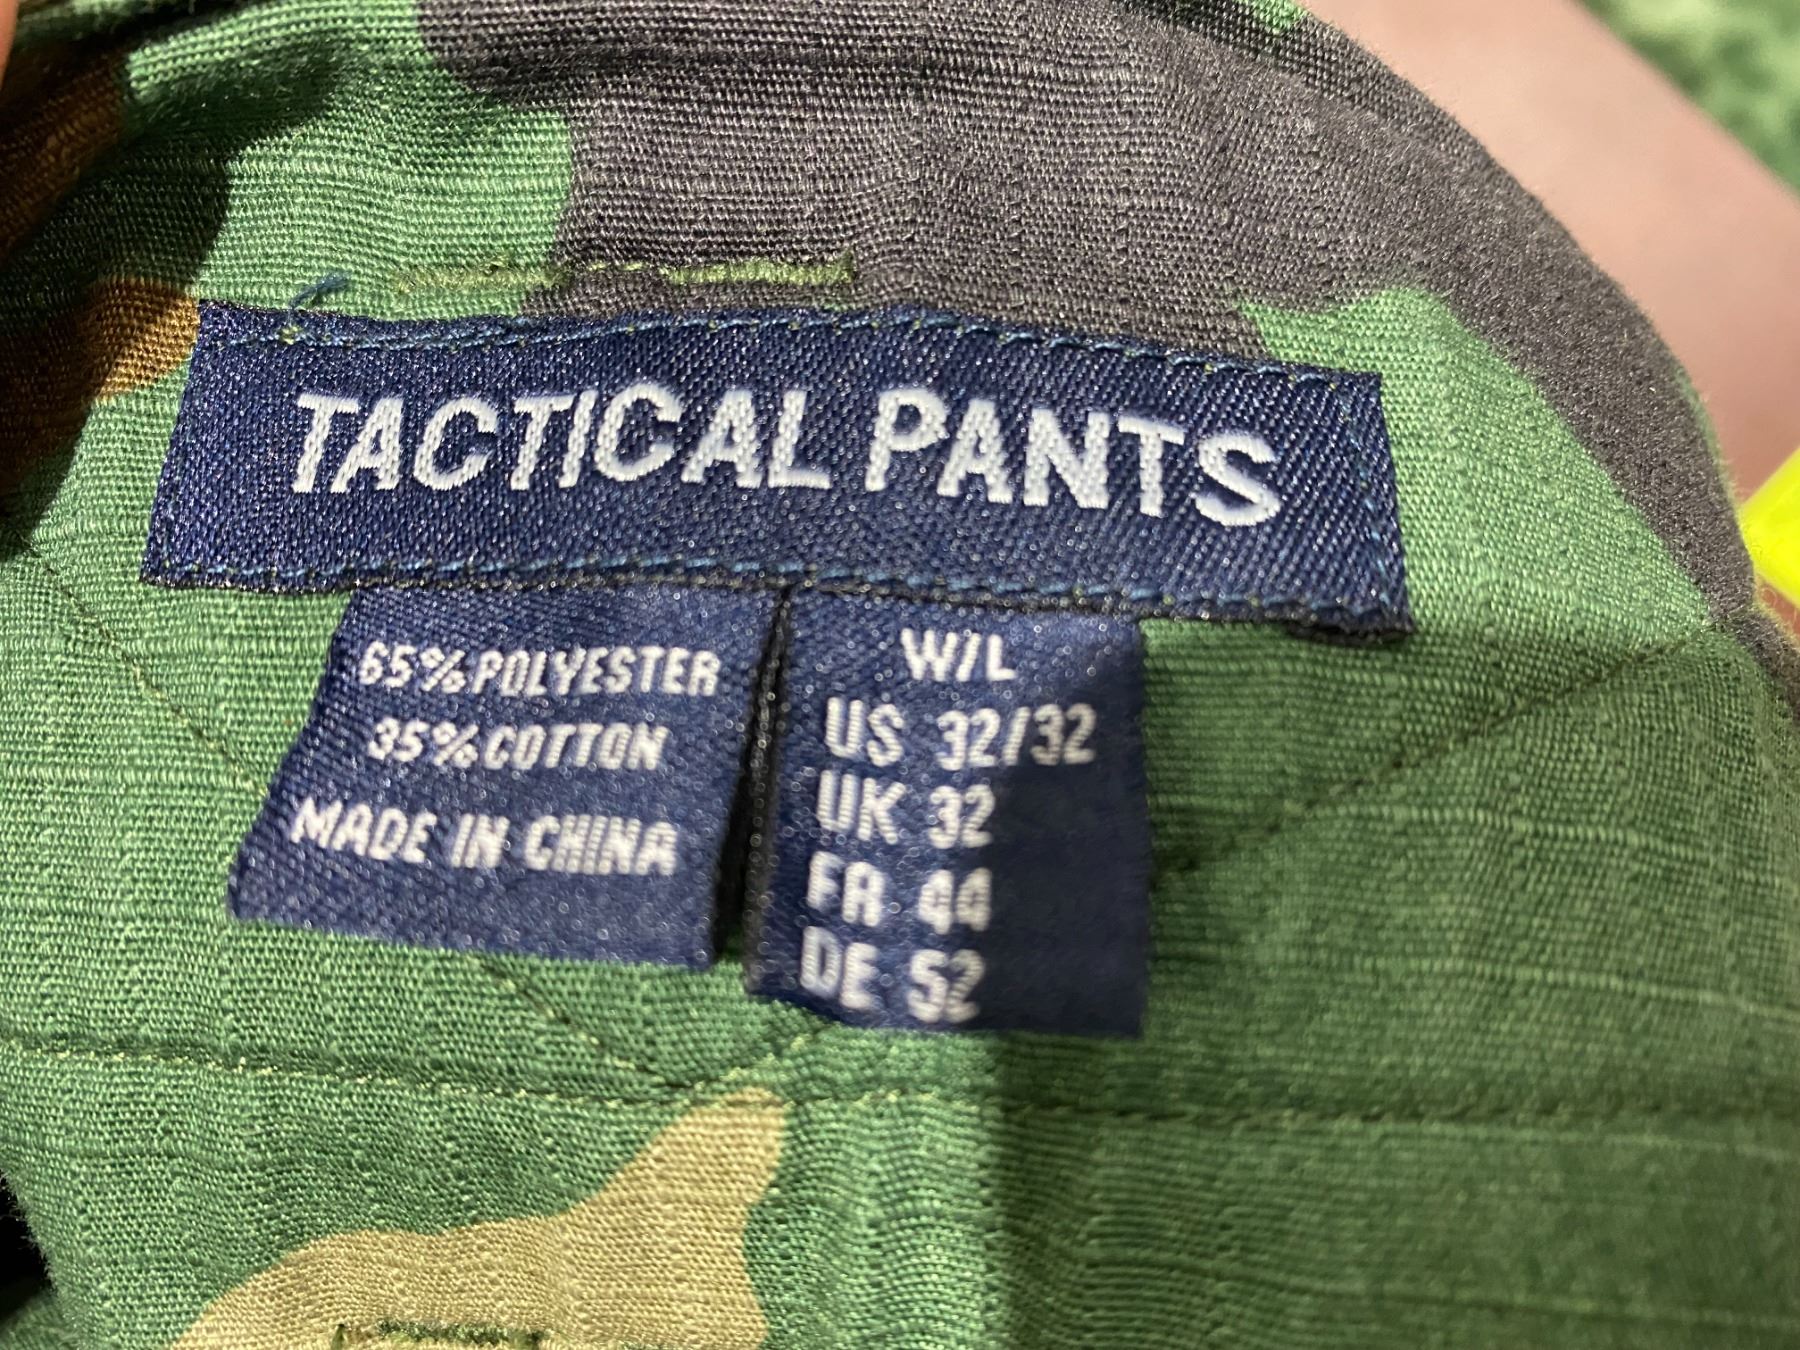 TACTICAL PANTS
65% POLYESTER
35% COTTON
MADE IN CHINA
W/L
US 32/32
UK 32
FR 44
DE 52